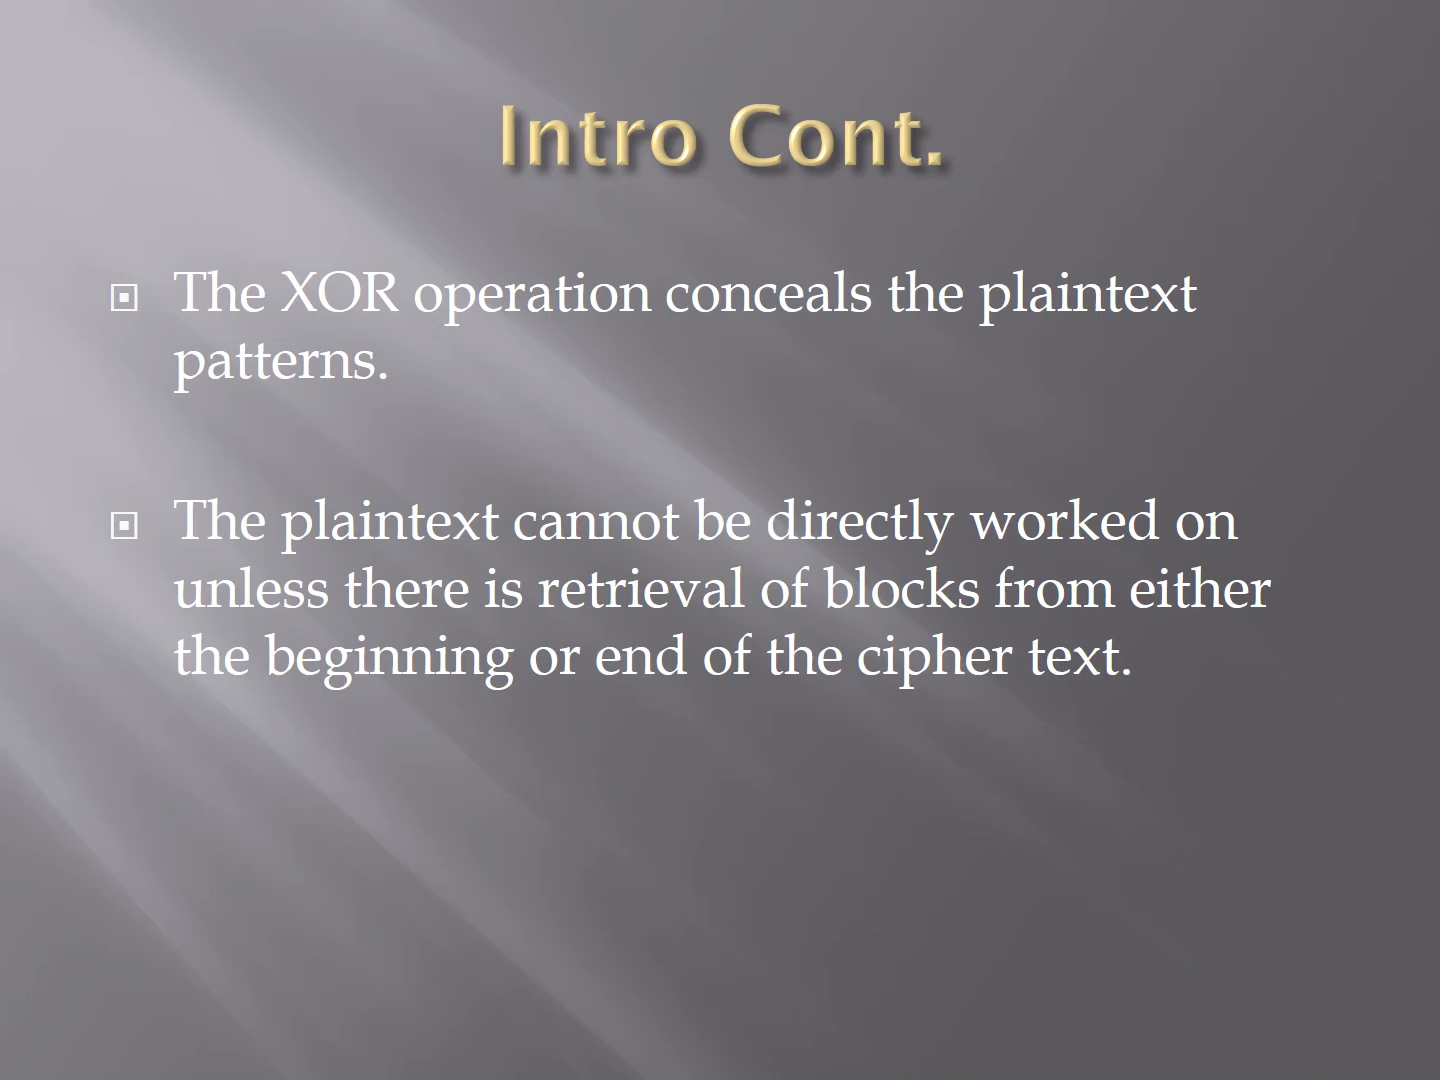 Intro Cont.
The XOR operation conceals the plaintext
patterns.
The plaintext cannot be directly worked on
unless there is retrieval of blocks from either
the beginning or end of the cipher text.